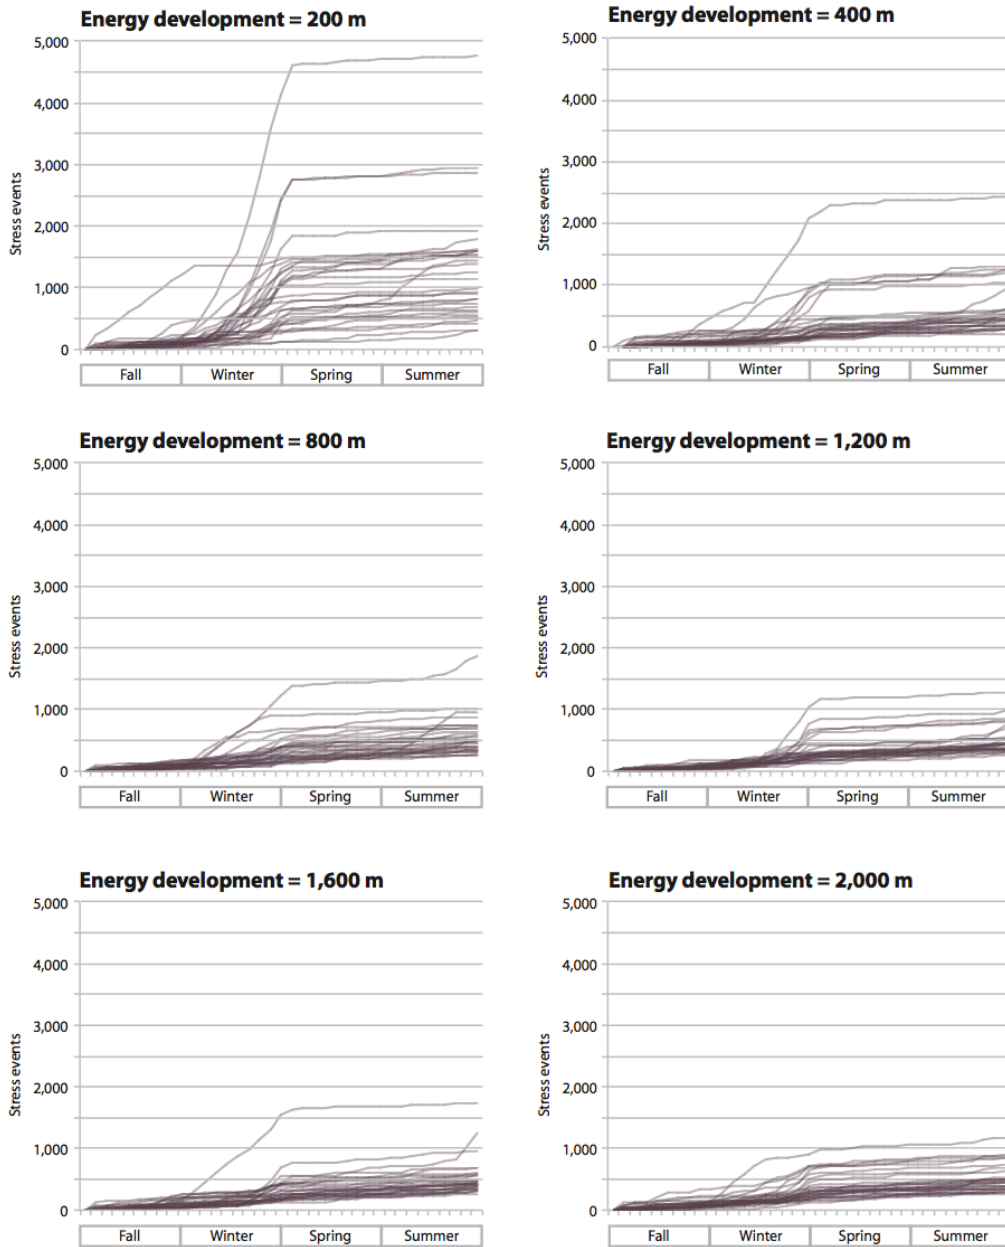 Energy development = 200 m
5,000
4,000
3,000
2,000
1,000
0
Stress events
Fall Winter Spring Summer
Energy development = 400 m
5,000
4,000
3,000
2,000
1,000
0
Stress events
Fall Winter Spring Summer
Energy development = 800 m
5,000
4,000
3,000
2,000
1,000
0
Stress events
Fall Winter Spring Summer
Energy development = 1,200 m
5,000
4,000
3,000
2,000
1,000
0
Stress events
Fall Winter Spring Summer
Energy development = 1,600 m
5,000
4,000
3,000
2,000
1,000
0
Stress events
Fall Winter Spring Summer
Energy development = 2,000 m
5,000
4,000
3,000
2,000
1,000
0
Stress events
Fall Winter Spring Summer